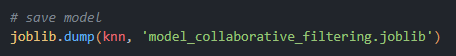 # save model
joblib.dump(knn, 'model_collaborative_filtering.joblib')